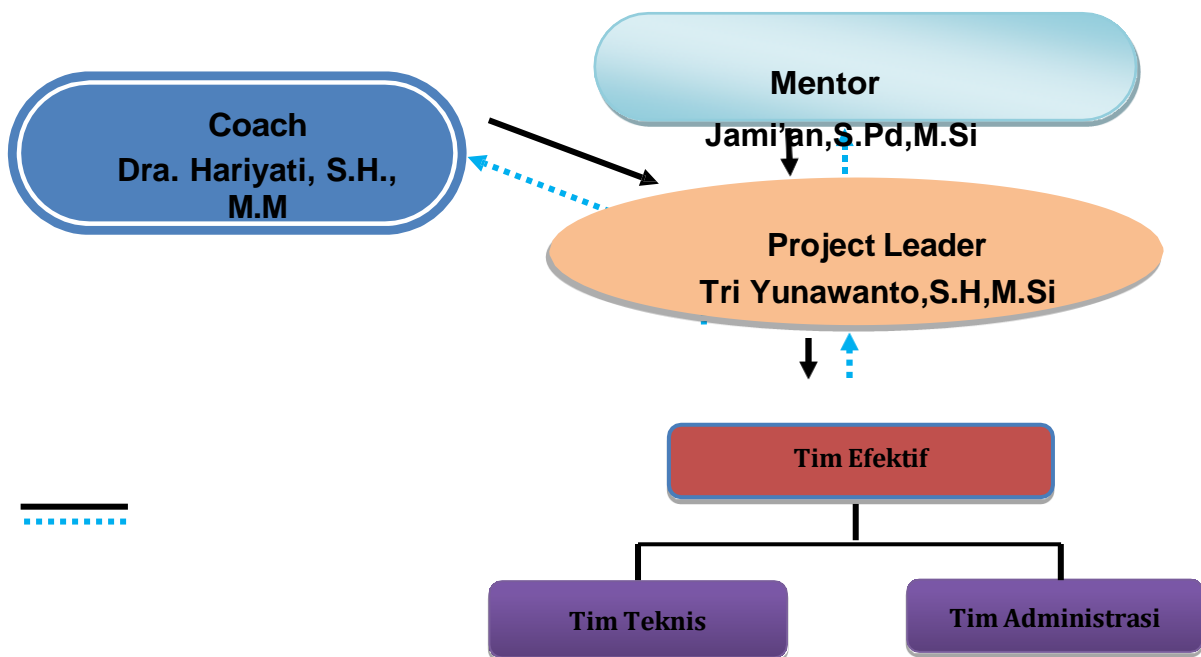 Mentor
Jami’an,S.Pd,M.Si
Coach
Dra. Hariyati, S.H.,
M.M
Project Leader
Tri Yunawanto,S.H,M.Si
Tim Efektif
Tim Teknis
Tim Administrasi